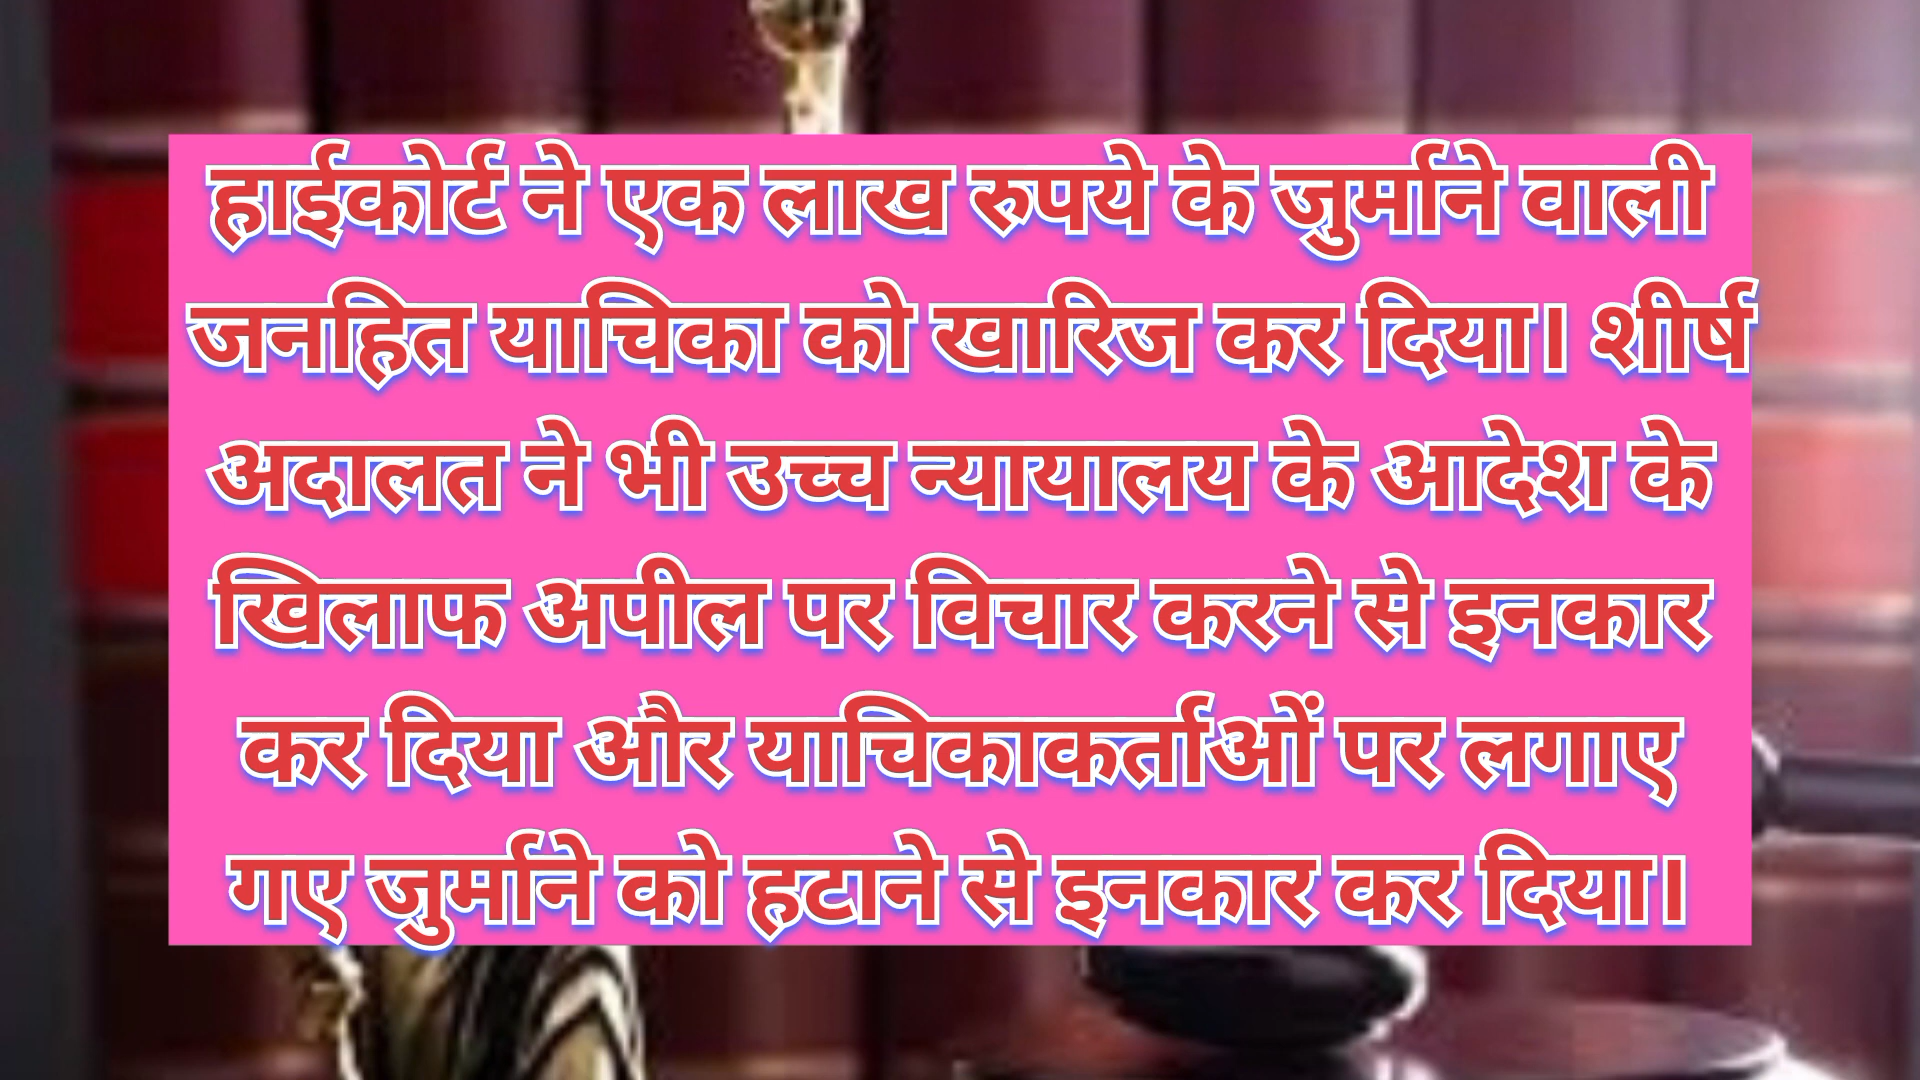 हाईकोर्ट ने एक लाख रुपये के जुर्माने वाली
जनहित याचिका को खारिज कर दिया। शीर्ष
अदालत ने भी उच्च न्यायालय के आदेश के
खिलाफ अपील पर विचार करने से इनकार
कर दिया और याचिकाकर्ताओं पर लगाए
गए जुर्माने को हटाने से इनकार कर दिया।